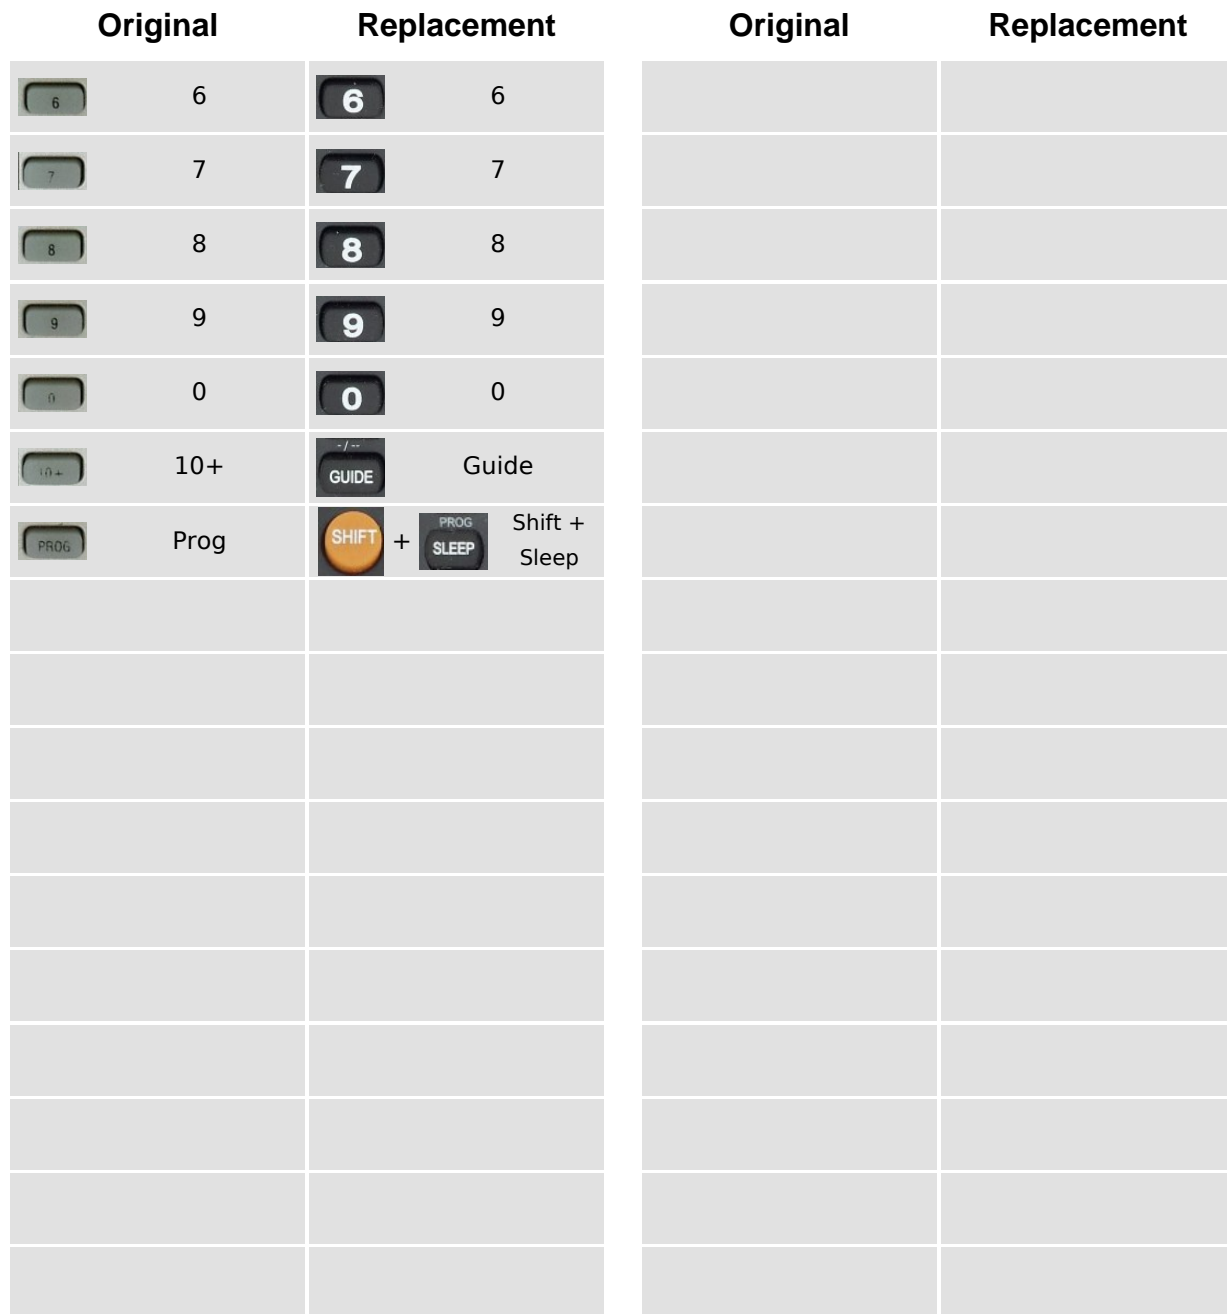 Original Replacement Original Replacement
6 6 6 6
7 7 7 7
8 8 8 8
9 9 9 9
0 0 0 0
10+ 10+ -/-- GUIDE Guide
PROG Prog SHIFT + PROG SLEEP Shift + Sleep